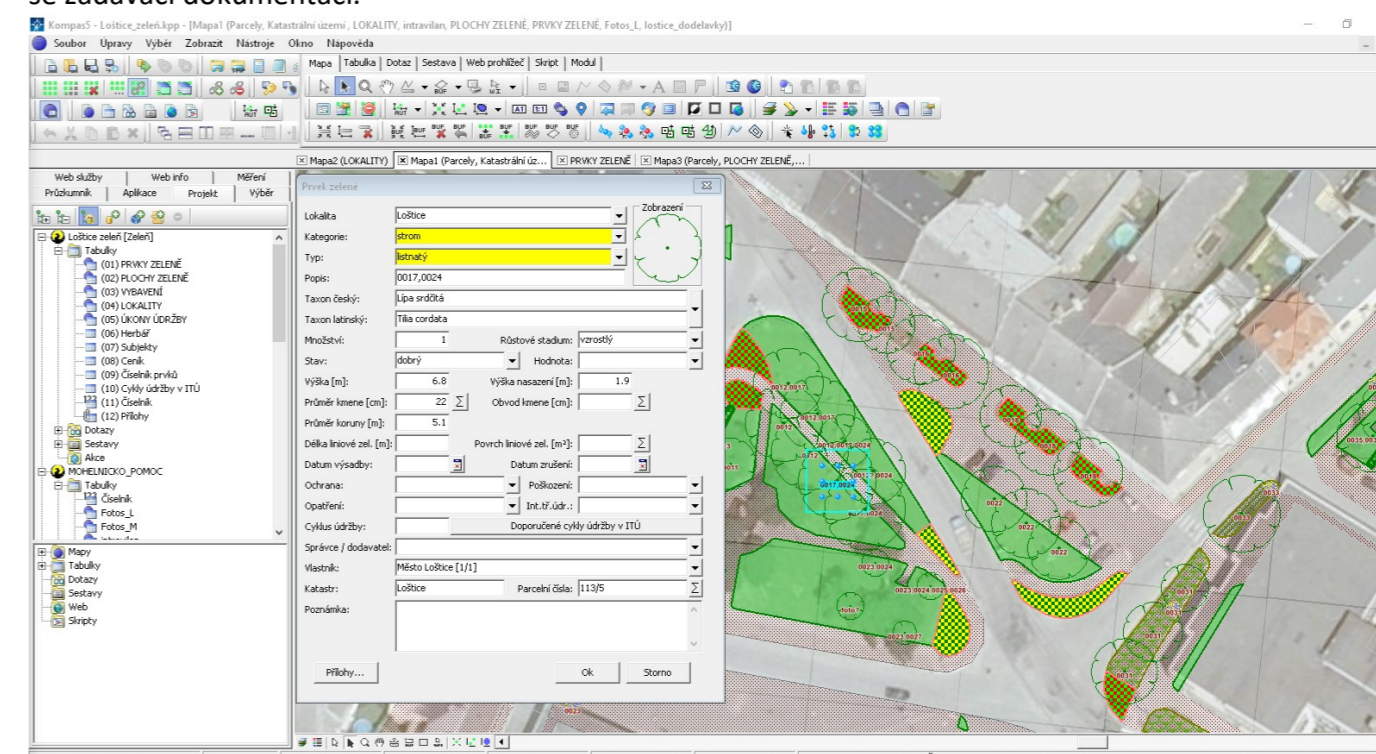 se zadávací dokumentací.
Kompas5 - Loštice_zeleň.kpp - [Mapa1 (Parcely, Katastrální území , LOKALITY, intravilan, PLOCHY ZELENĚ, PRVKY ZELENĚ, Fotos_L, lostice_dodelavky)]
Soubor Úpravy Výběr Zobrazit Nástroje Okno Nápověda
Mapa Tabulka Dotaz Sestava Web prohlížeč Skript Modul
Mapa2 (LOKALITY) Mapa1 (Parcely, Katastrální úz... PRVKY ZELENĚ Mapa3 (Parcely, PLOCHY ZELENĚ,...
Web služby Web info Měření
Průzkumník Aplikace Projekt Výběr
Loštice zeleň [Zeleň]
Tabulky
(01) PRVKY ZELENĚ
(02) PLOCHY ZELENĚ
(03) VYBAVENÍ
(04) LOKALITY
(05) ÚKONY ÚDRŽBY
(06) Herbář
(07) Subjekty
(08) Ceník
(09) Číselník prvků
(10) Cykly údržby v ITÚ
(11) Číselník
(12) Přílohy
Dotazy
Sestavy
Akce
MOHELNICKO_POMOC
Tabulky
Číselník
Fotos_L
Fotos_M
Mapy
Tabulky
Dotazy
Sestavy
Web
Skripty
Prvek zeleně
Lokalita Loštice
Zobrazení
Kategorie: strom
Typ: listnatý
Popis: 0017,0024
Taxon český: Lípa srdčitá
Taxon latinský: Tilia cordata
Množství: 1 Růstové stadium: vzrostlý
Stav: dobrý Hodnota:
Výška [m]: 6.8 Výška nasazení [m]: 1.9
Průměr kmene [cm]: 22 Σ Obvod kmene [cm]: Σ
Průměr koruny [m]: 5.1
Délka liniové zel. [m]: Povrch liniové zel. [m²]: Σ
Datum výsadby: Datum zrušení:
Ochrana: Poškození:
Opatření: Int.tř.údr.:
Cyklus údržby: Doporučené cykly údržby v ITÚ
Správce / dodavatel:
Vlastník: Město Loštice [1/1]
Katastr: Loštice Parcelní čísla: 113/5 Σ
Poznámka:
Přílohy... Ok Storno
0012,0017
0012,0017
0012
0017,0024
0022
0022
0022
0023,0024
0023,0024,0025,0026
foto7
0023,0027
0033
0031
0031
0031
0023